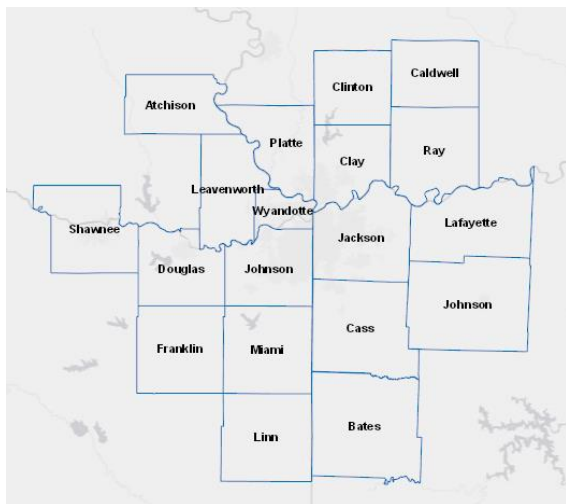 Caldwell
Clinton
Atchison
Platte
Ray
Clay
Leavenworth
Wyandotte
Lafayette
Shawnee
Jackson
Douglas
Johnson
Johnson
Cass
Franklin
Miami
Bates
Linn